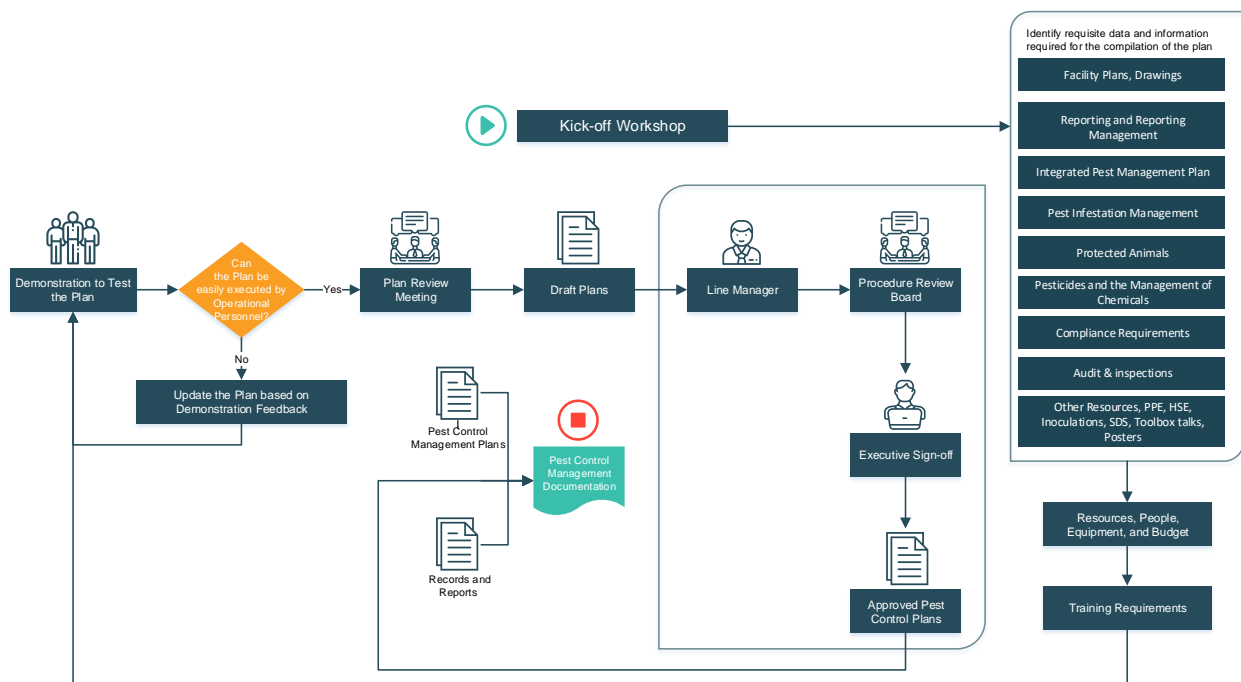 Identify requisite data and information
required for the compilation of the plan
Facility Plans, Drawings
Kick-off Workshop
Reporting and Reporting
Management
Integrated Pest Management Plan
Pest Infestation Management
Protected Animals
Pesticides and the Management of
Chemicals
Compliance Requirements
Audit & inspections
Other Resources, PPE, HSE,
Inoculations, SDS, Toolbox talks,
Posters
Resources, People,
Equipment, and Budget
Training Requirements
Demonstration to Test
the Plan
Can
the Plan be
easily executed by
Operational
Personnel?
Yes
No
Update the Plan based on
Demonstration Feedback
Plan Review
Meeting
Draft Plans
Line Manager
Procedure Review
Board
Executive Sign-off
Approved Pest
Control Plans
Pest Control
Management Plans
Records and
Reports
Pest Control
Management
Documentation